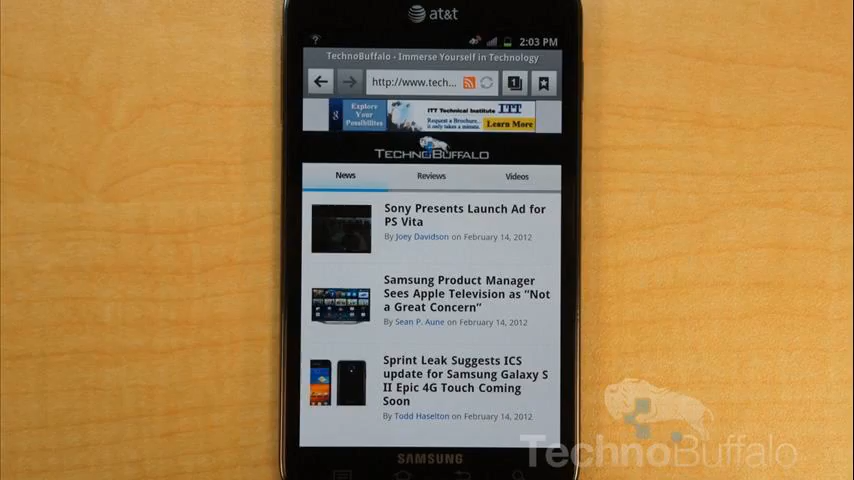 at&t
2:03 PM
TechnoBuffalo - Immerse Yourself in Technology
http://www.tech...
1
g
Explore
Your
Possibilites
ITT Technical Institute
ITT
Request a Brochure...
it only takes a minute.
Learn More
TECHNOBUFFALO
News
Reviews
Videos
Sony Presents Launch Ad for
PS Vita
By Joey Davidson on February 14, 2012
Samsung Product Manager
Sees Apple Television as “Not
a Great Concern”
By Sean P. Aune on February 14, 2012
Sprint Leak Suggests ICS
update for Samsung Galaxy S
II Epic 4G Touch Coming
Soon
By Todd Haselton on February 14, 2012
SAMSUNG
TechnoBuffalo